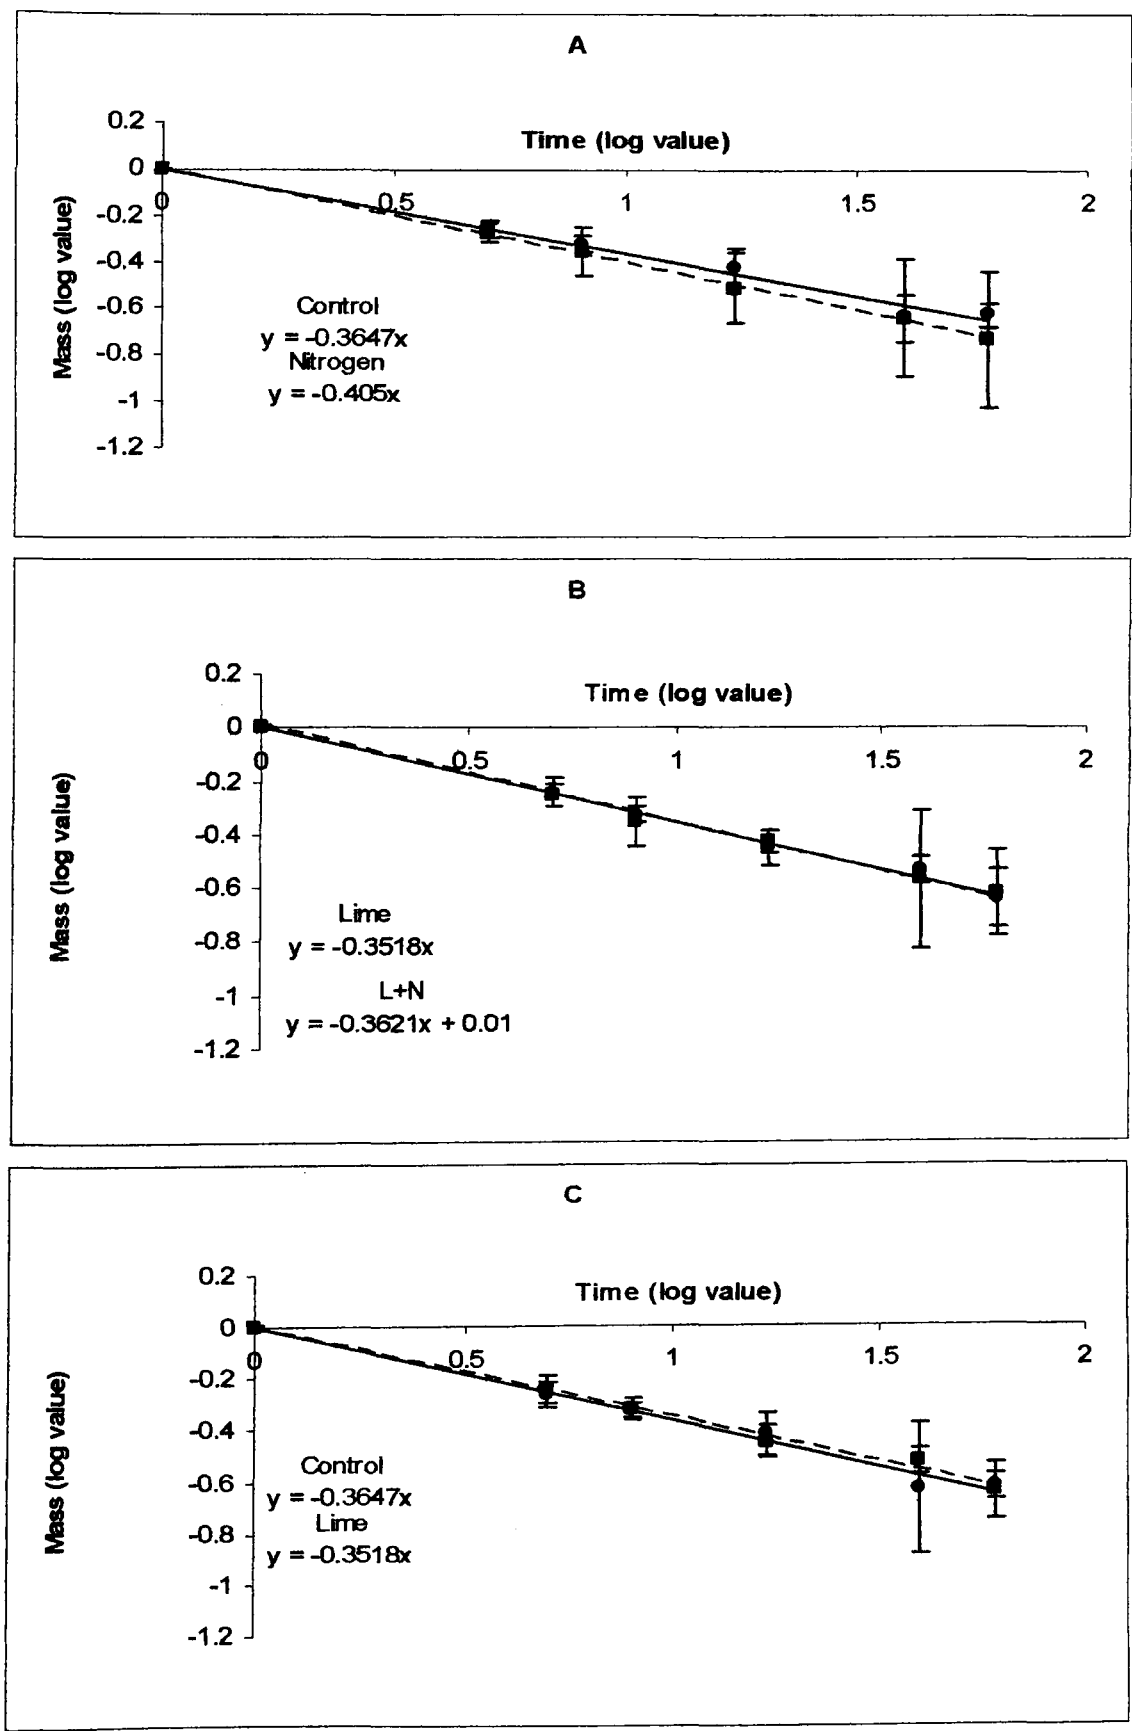 A
0.2
Time (log value)
0
0 0.5 1 1.5 2
-0.2
-0.4
-0.6
-0.8
-1
-1.2
Mass (log value)
Control
y = -0.3647x
Nitrogen
y = -0.405x
B
0.2
Time (log value)
0
0 0.5 1 1.5 2
-0.2
-0.4
-0.6
-0.8
-1
-1.2
Mass (log value)
Lime
y = -0.3518x
L+N
y = -0.3621x + 0.01
C
0.2
Time (log value)
0
0 0.5 1 1.5 2
-0.2
-0.4
-0.6
-0.8
-1
-1.2
Mass (log value)
Control
y = -0.3647x
Lime
y = -0.3518x